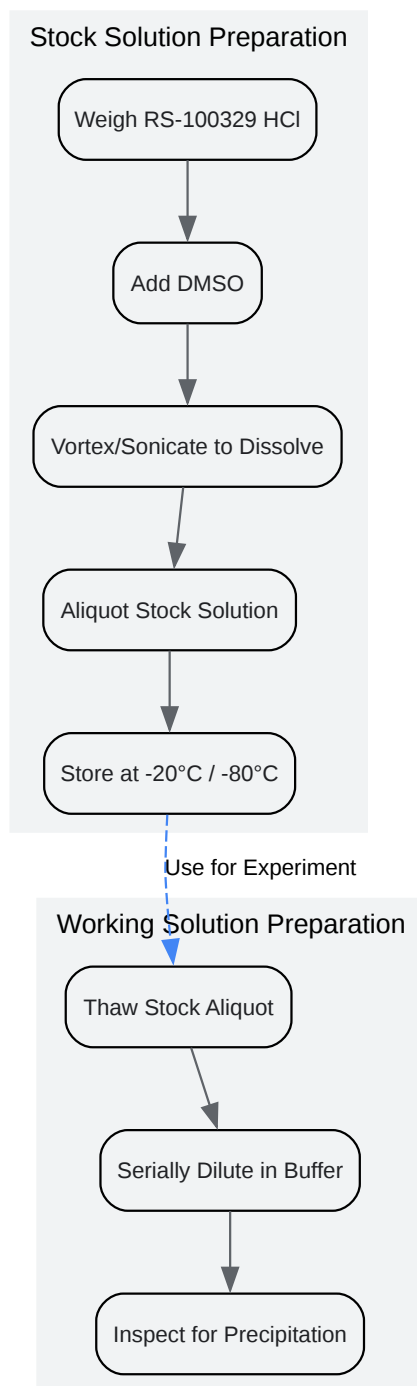 Stock Solution Preparation
Weigh RS-100329 HCl
Add DMSO
Vortex/Sonicate to Dissolve
Aliquot Stock Solution
Store at -20°C / -80°C
Use for Experiment
Working Solution Preparation
Thaw Stock Aliquot
Serially Dilute in Buffer
Inspect for Precipitation